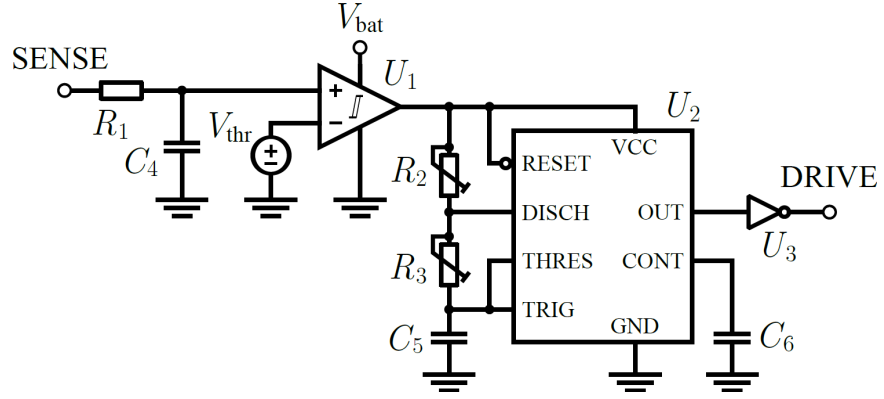 V_bat
SENSE
U_1
R_1
V_thr
C_4
+
−
+
−
U_2
VCC
RESET
R_2
DISCH
OUT
DRIVE
U_3
R_3
THRES
CONT
TRIG
C_5
GND
C_6